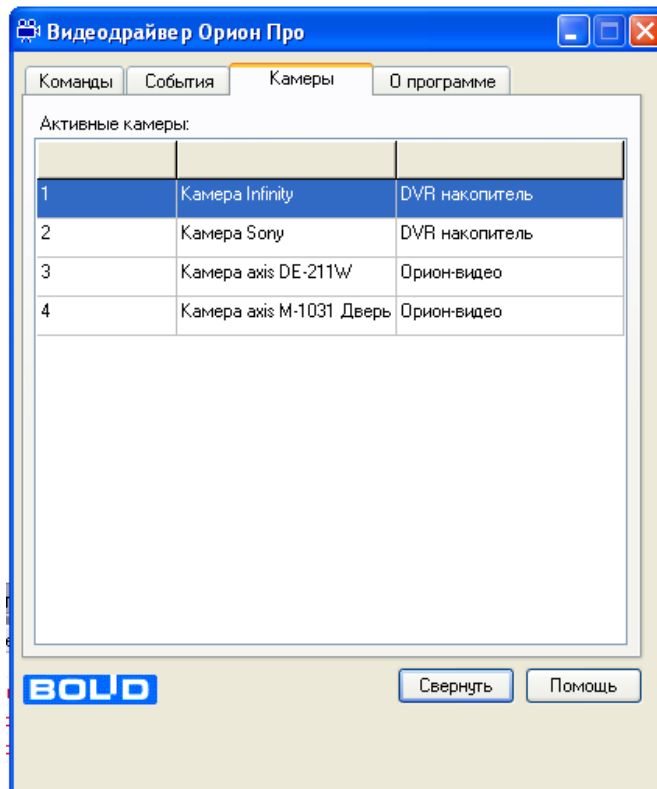 Видеодрайвер Орион Про
Команды События Камеры О программе
Активные камеры:
1 Камера Infinity DVR накопитель
2 Камера Sony DVR накопитель
3 Камера axis DE-211W Орион-видео
4 Камера axis M-1031 Дверь Орион-видео
BOLID Свернуть Помощь